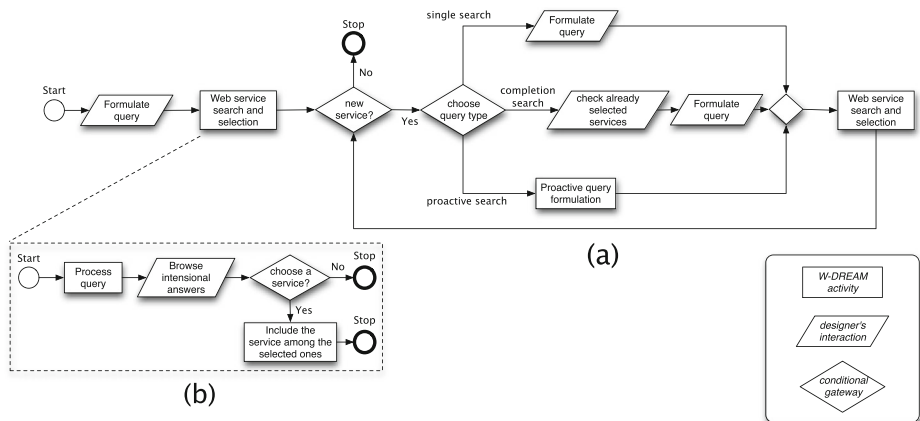 Start
Formulate
query
Web service
search and
selection
Stop
No
new
service?
Yes
choose
query type
single search
Formulate
query
completion
search
check already
selected
services
Formulate
query
proactive search
Proactive query
formulation
Web service
search and
selection
(a)
Start
Process
query
Browse
intensional
answers
choose a
service?
No
Stop
Yes
Include the
service among the
selected ones
Stop
(b)
W-DREAM
activity
designer's
interaction
conditional
gateway